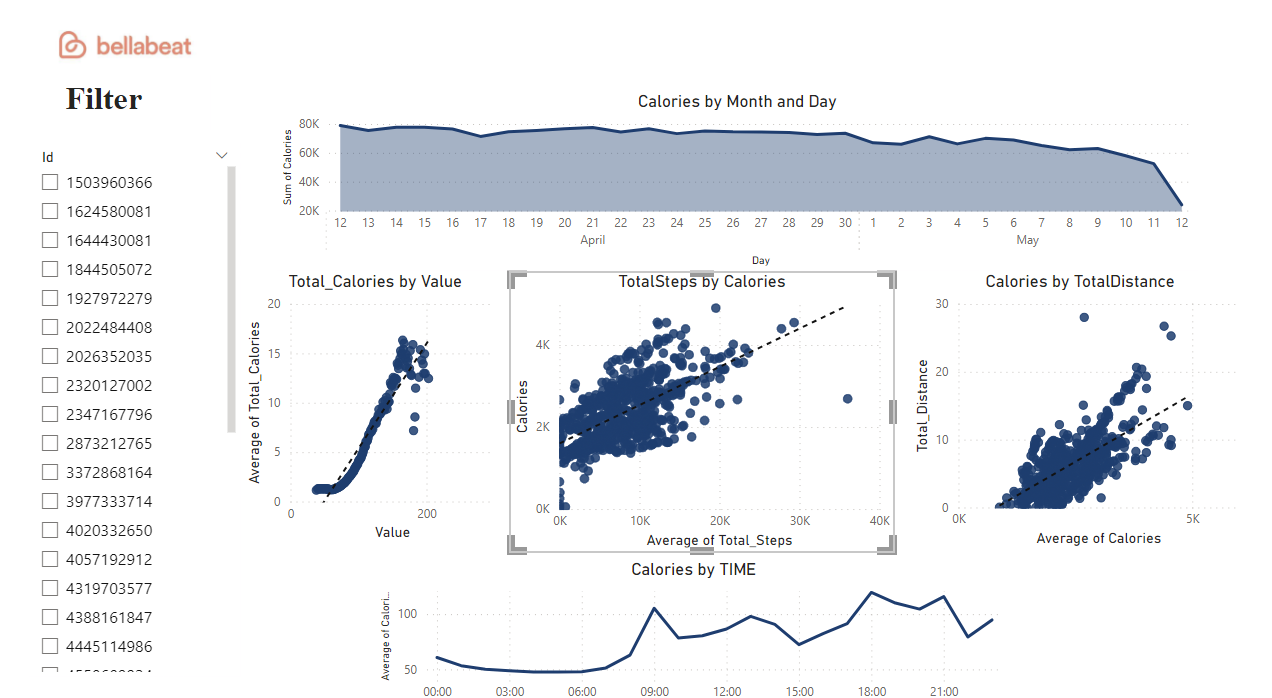 bellabeat
Filter
Id
1503960366
1624580081
1644430081
1844505072
1927972279
2022484408
2026352035
2320127002
2347167796
2873212765
3372868164
3977333714
4020332650
4057192912
4319703577
4388161847
4445114986
Calories by Month and Day
Sum of Calories
80K
60K
40K
20K
12 13 14 15 16 17 18 19 20 21 22 23 24 25 26 27 28 29 30 1 2 3 4 5 6 7 8 9 10 11 12
April May
Day
Total_Calories by Value
Average of Total_Calories
20
15
10
5
0
0 200
Value
TotalSteps by Calories
Calories
4K
2K
0K
0K 10K 20K 30K 40K
Average of Total_Steps
Calories by TotalDistance
Total_Distance
30
20
10
0
0K 5K
Average of Calories
Calories by TIME
Average of Calori...
100
50
00:00 03:00 06:00 09:00 12:00 15:00 18:00 21:00